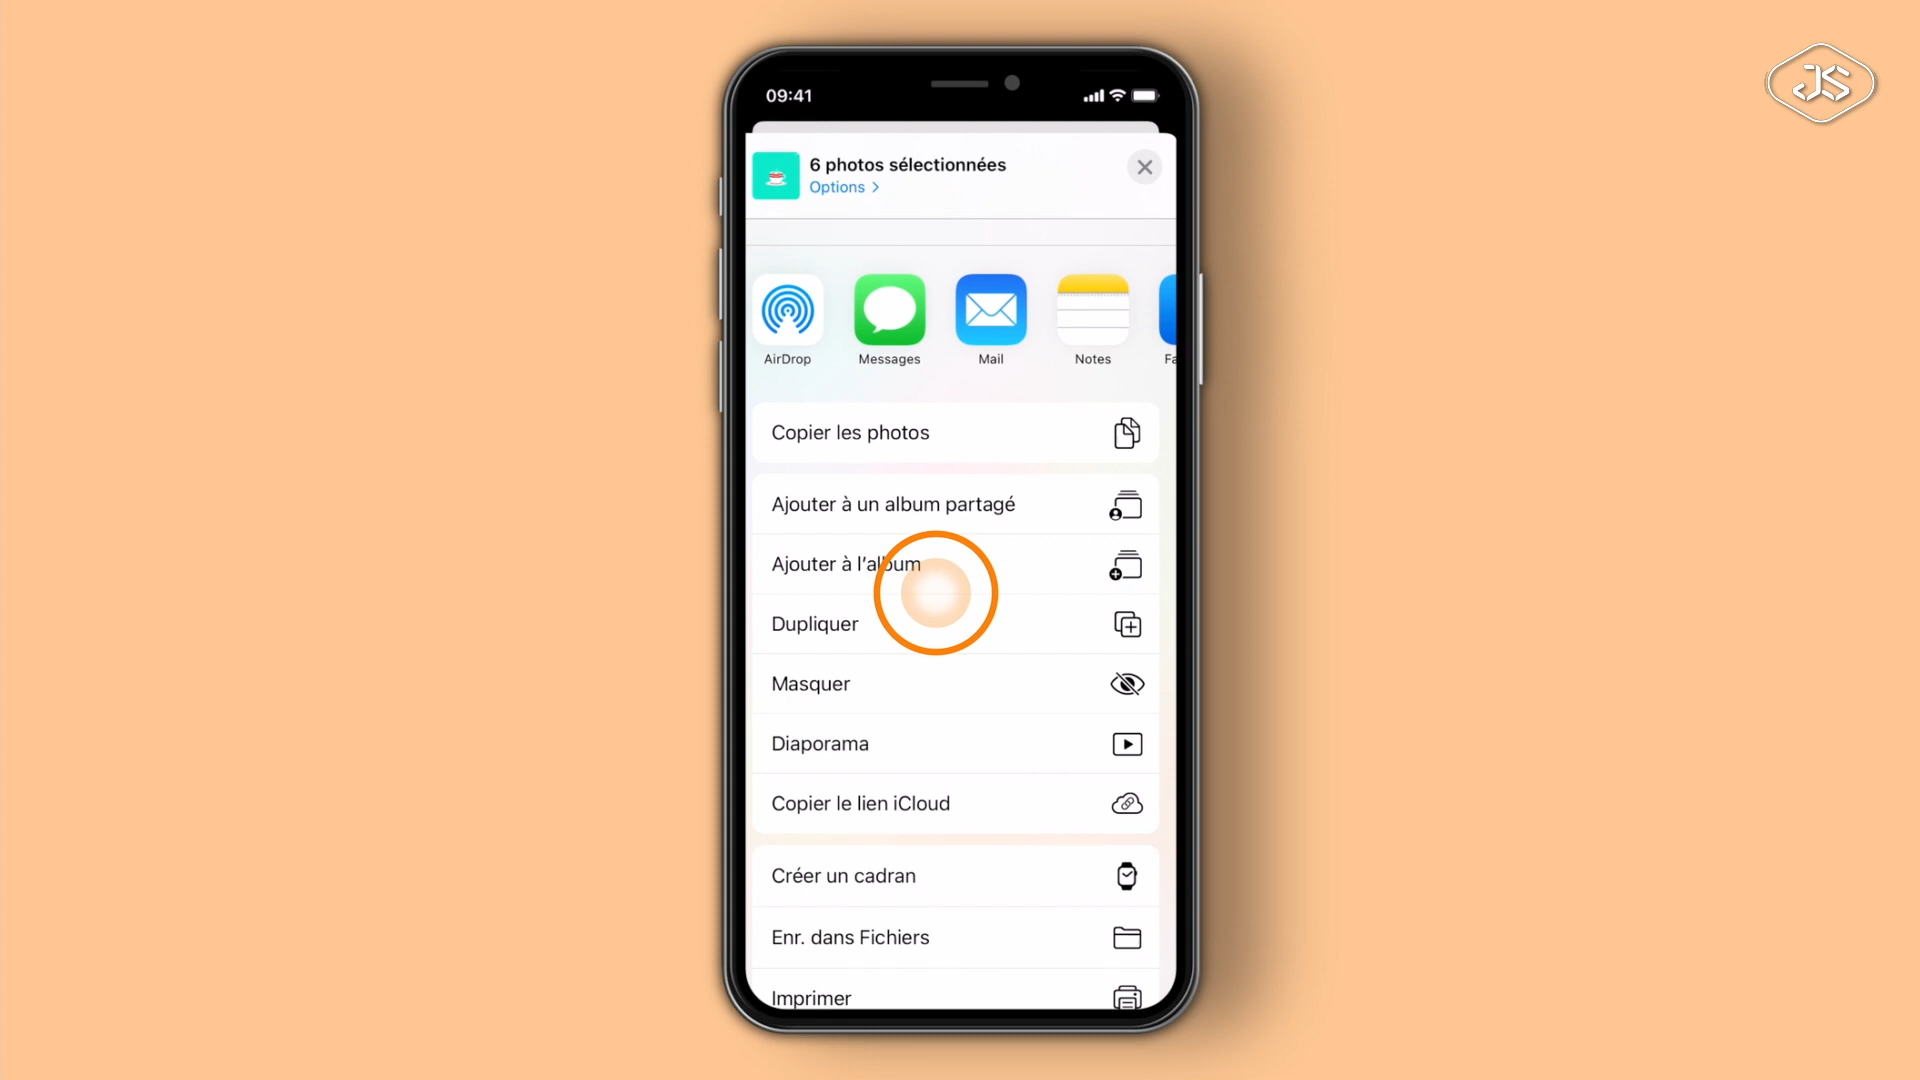 JS
09:41
6 photos sélectionnées
Options
AirDrop
Messages
Mail
Notes
Copier les photos
Ajouter à un album partagé
Ajouter à l'album
Dupliquer
Masquer
Diaporama
Copier le lien iCloud
Créer un cadran
Enr. dans Fichiers
Imprimer